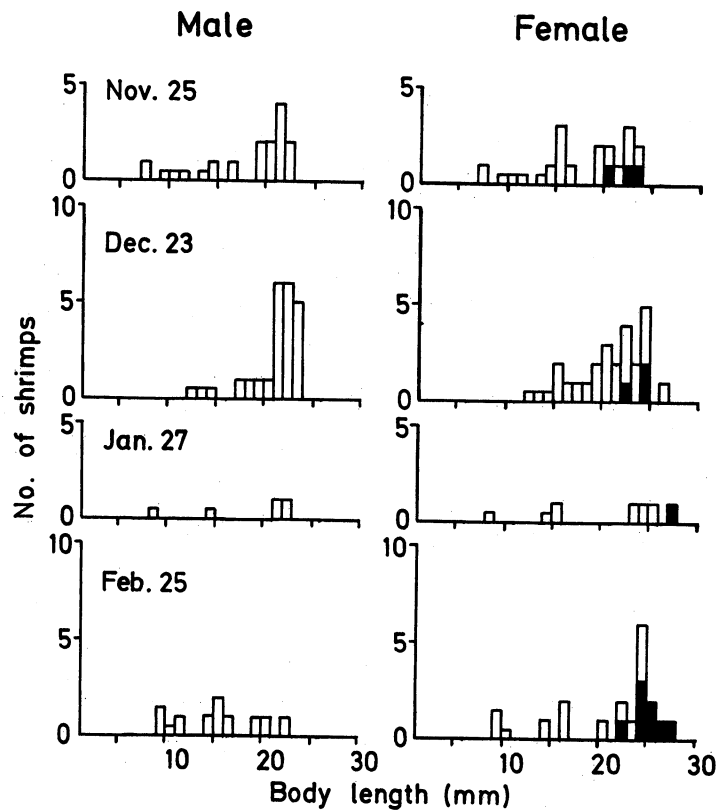 Male Female
5 Nov. 25 5
0 0
10 10
Dec. 23
5 5
0 0
5 Jan. 27 5
0 0
10 10
Feb. 25
5 5
0 0
10 20 30 10 20 30
Body length (mm)
No. of shrimps